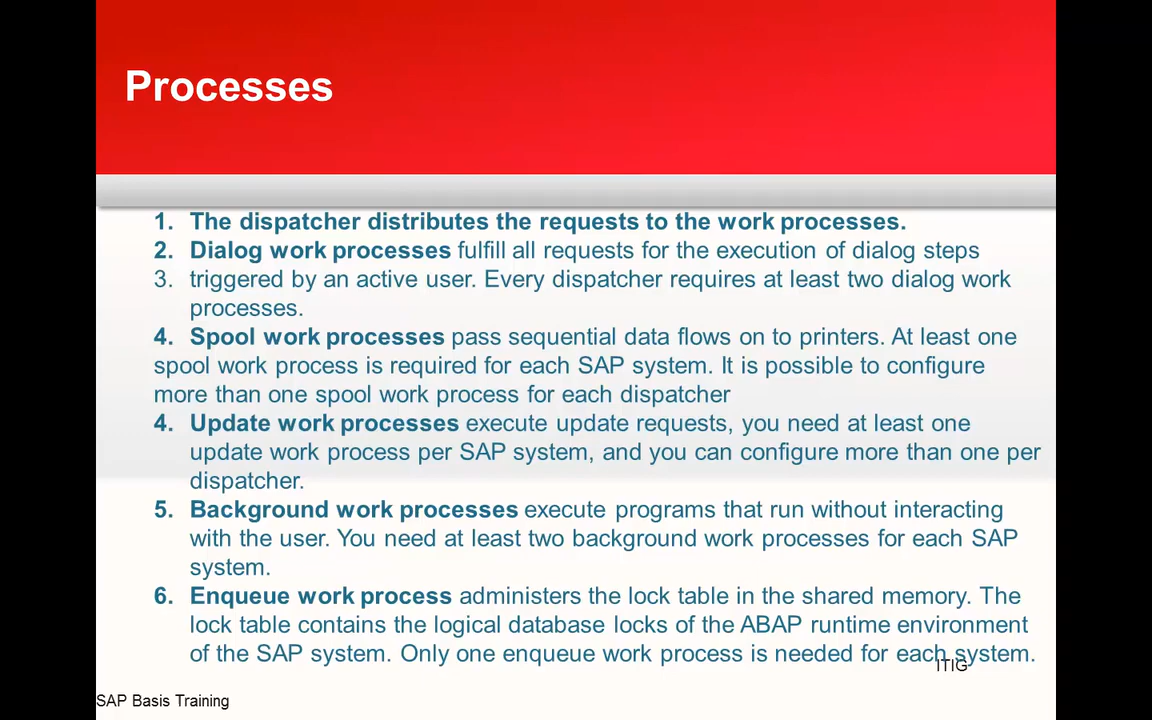 Processes
1. The dispatcher distributes the requests to the work processes.
2. Dialog work processes fulfill all requests for the execution of dialog steps
3. triggered by an active user. Every dispatcher requires at least two dialog work
processes.
4. Spool work processes pass sequential data flows on to printers. At least one
spool work process is required for each SAP system. It is possible to configure
more than one spool work process for each dispatcher
4. Update work processes execute update requests, you need at least one
update work process per SAP system, and you can configure more than one per
dispatcher.
5. Background work processes execute programs that run without interacting
with the user. You need at least two background work processes for each SAP
system.
6. Enqueue work process administers the lock table in the shared memory. The
lock table contains the logical database locks of the ABAP runtime environment
of the SAP system. Only one enqueue work process is needed for each system.
ITIG
SAP Basis Training